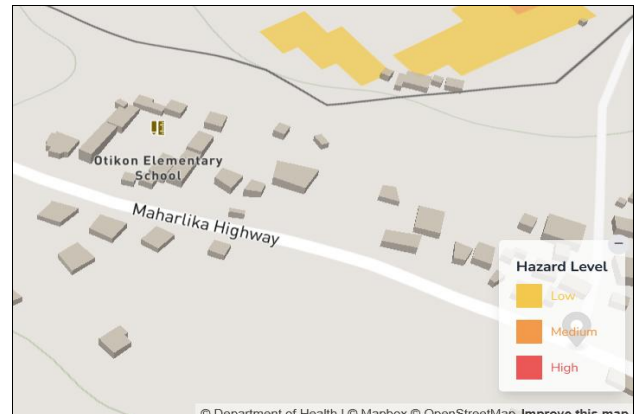 Otikon Elementary
School
Maharlika Highway
Hazard Level
Low
Medium
High
© Department of Health | © Mapbox © OpenStreetMap Improve this map